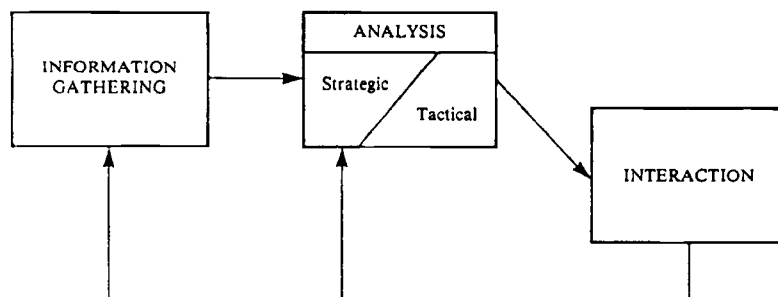 INFORMATION
GATHERING
ANALYSIS
Strategic
Tactical
INTERACTION